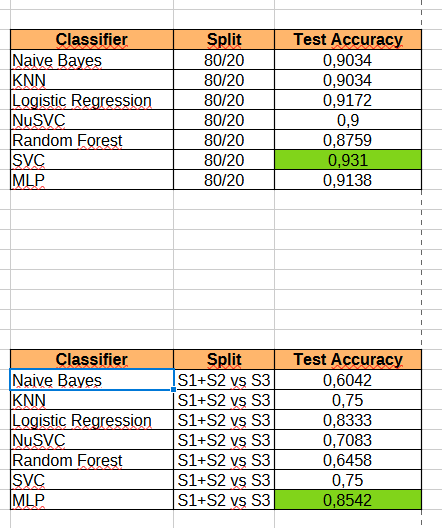 Classifier Split Test Accuracy
Naive Bayes 80/20 0,9034
KNN 80/20 0,9034
Logistic Regression 80/20 0,9172
NuSVC 80/20 0,9
Random Forest 80/20 0,8759
SVC 80/20 0,931
MLP 80/20 0,9138
Classifier Split Test Accuracy
Naive Bayes S1+S2 vs S3 0,6042
KNN S1+S2 vs S3 0,75
Logistic Regression S1+S2 vs S3 0,8333
NuSVC S1+S2 vs S3 0,7083
Random Forest S1+S2 vs S3 0,6458
SVC S1+S2 vs S3 0,75
MLP S1+S2 vs S3 0,8542